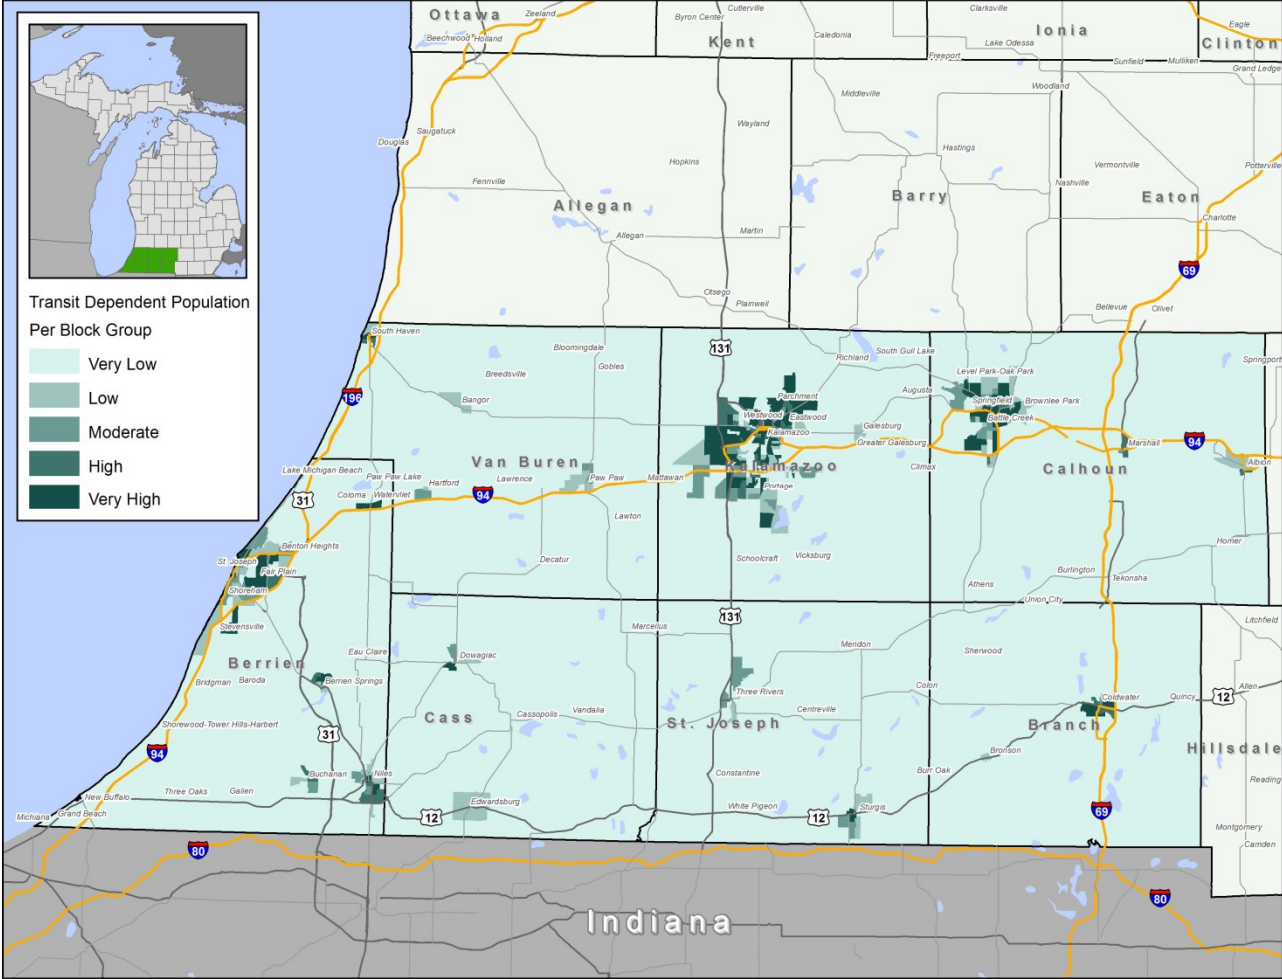 Ottawa
Zeeland
Beechwood
Holland
Cutlerville
Byron Center
Kent
Caledonia
Clarksville
Ionia
Lake Odessa
Freeport
Eagle
Clinton
Sunfield
Mulliken
Grand Ledge
Woodland
Middleville
Wayland
Saugatuck
Douglas
Hopkins
Hastings
Vermontville
Potterville
Fennville
Nashville
Allegan
Barry
Eaton
Charlotte
Allegan
Martin
69
Otsego
Plainwell
Bellevue
Olivet
Transit Dependent Population
Per Block Group
Very Low
Low
Moderate
High
Very High
South Haven
Bloomingdale
Gobles
Breedsville
Bangor
196
131
Richland
South Gull Lake
Augusta
Parchment
Westwood
Eastwood
Kalamazoo
Galesburg
Greater Galesburg
Climax
Kalamazoo
Portage
Level Park-Oak Park
Springfield
Brownlee Park
Battle Creek
Springport
Marshall
94
Albion
Calhoun
Homer
Lake Michigan Beach
Paw Paw Lake
Coloma
Watervliet
Hartford
Van Buren
Lawrence
94
Paw Paw
Mattawan
Lawton
Decatur
31
Schoolcraft
Vicksburg
Athens
Burlington
Tekonsha
Union City
Litchfield
Benton Heights
St. Joseph
Fair Plain
Shoreham
Stevensville
Berrien
Eau Claire
Bridgman
Baroda
Berrien Springs
Shorewood-Tower Hills-Harbert
94
31
Buchanan
Niles
Three Oaks
Galien
New Buffalo
Grand Beach
Michiana
Marcellus
Dowagiac
Cass
Cassopolis
Vandalia
Edwardsburg
12
131
Mendon
Three Rivers
Centreville
St. Joseph
Constantine
White Pigeon
12
Sturgis
Sherwood
Colon
Coldwater
Quincy
Branch
Bronson
Burr Oak
69
12
Allen
Hillsdale
Reading
Montgomery
Camden
80
Indiana
80